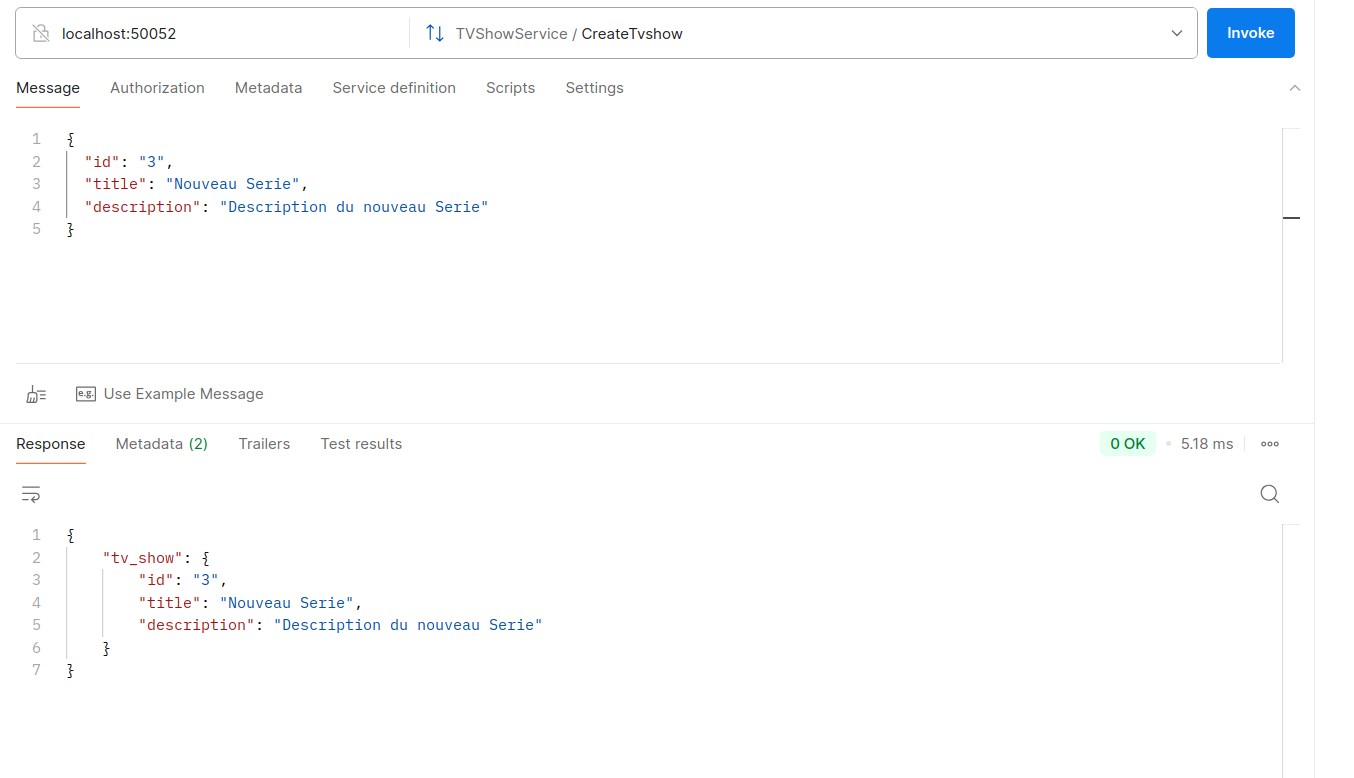 localhost:50052 TVShowService / CreateTvshow Invoke
Message Authorization Metadata Service definition Scripts Settings
1 {
2 "id": "3",
3 "title": "Nouveau Serie",
4 "description": "Description du nouveau Serie"
5 }
e.g. Use Example Message
Response Metadata (2) Trailers Test results 0 OK 5.18 ms
1 {
2 "tv_show": {
3 "id": "3",
4 "title": "Nouveau Serie",
5 "description": "Description du nouveau Serie"
6 }
7 }